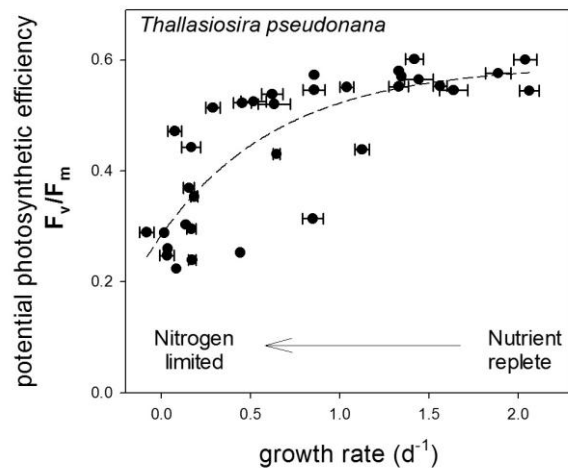 Thallasiosira pseudonana
potential photosynthetic efficiency
Fv/Fm
0.6
0.4
0.2
0.0
Nitrogen
limited
Nutrient
replete
0.0 0.5 1.0 1.5 2.0
growth rate (d⁻¹)